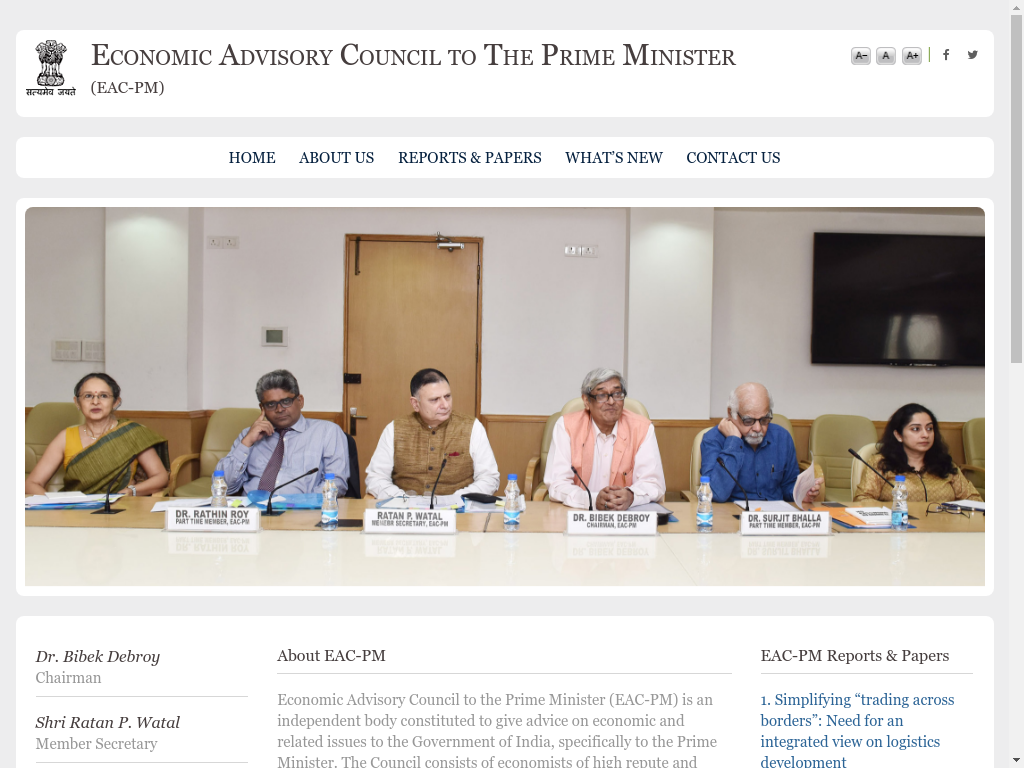 ECONOMIC ADVISORY COUNCIL TO THE PRIME MINISTER
(EAC-PM)
सत्यमेव जयते
A− A A+
HOME ABOUT US REPORTS & PAPERS WHAT'S NEW CONTACT US
DR. RATHIN ROY
PART TIME MEMBER, EAC-PM
RATAN P. WATAL
MEMBER SECRETARY, EAC-PM
DR. BIBEK DEBROY
CHAIRMAN, EAC-PM
DR. SURJIT BHALLA
PART TIME MEMBER, EAC-PM
Dr. Bibek Debroy
Chairman
Shri Ratan P. Watal
Member Secretary
About EAC-PM
Economic Advisory Council to the Prime Minister (EAC-PM) is an
independent body constituted to give advice on economic and
related issues to the Government of India, specifically to the Prime
Minister. The Council consists of economists of high repute and
EAC-PM Reports & Papers
1. Simplifying “trading across
borders”: Need for an
integrated view on logistics
development